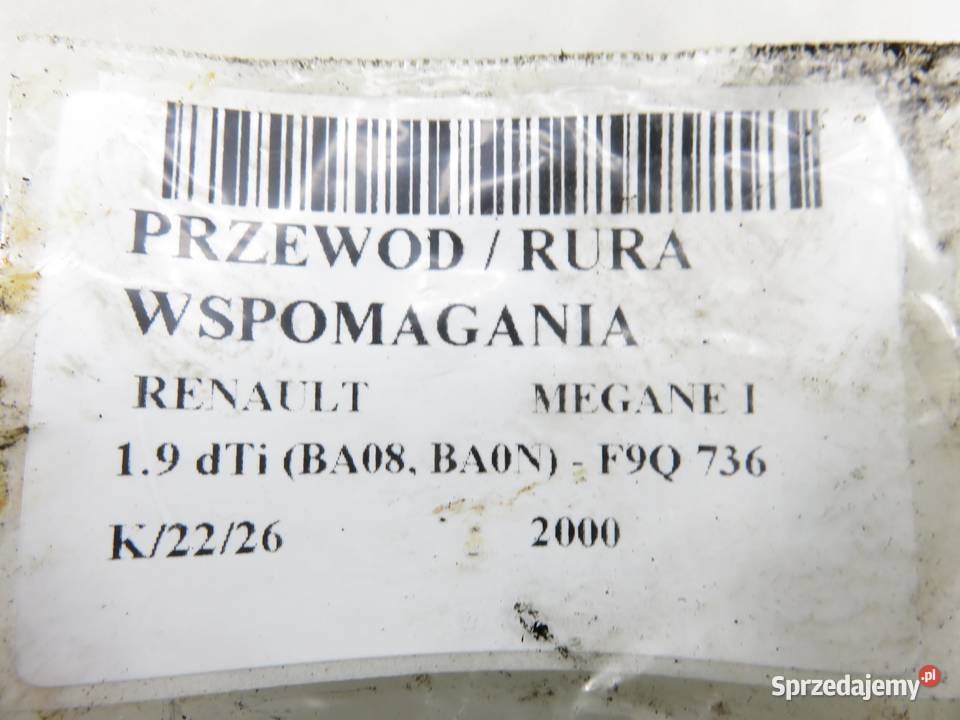 PRZEWOD / RURA
WSPOMAGANIA
RENAULT MEGANE I
1.9 dTi (BA08, BA0N) - F9Q 736
K/22/26 2000
Sprzedajemy.pl